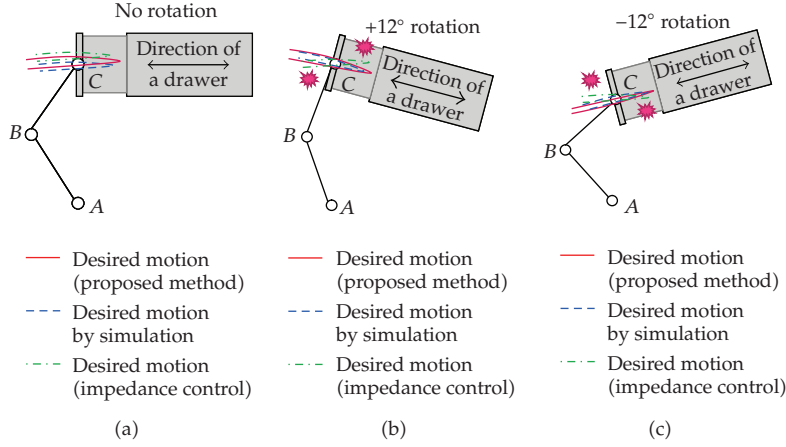 No rotation
Direction of
a drawer
C
B
A
Desired motion
(proposed method)
Desired motion
by simulation
Desired motion
(impedance control)
(a)
+12° rotation
Direction of
a drawer
C
B
A
Desired motion
(proposed method)
Desired motion
by simulation
Desired motion
(impedance control)
(b)
−12° rotation
Direction of
a drawer
C
B
A
Desired motion
(proposed method)
Desired motion
by simulation
Desired motion
(impedance control)
(c)